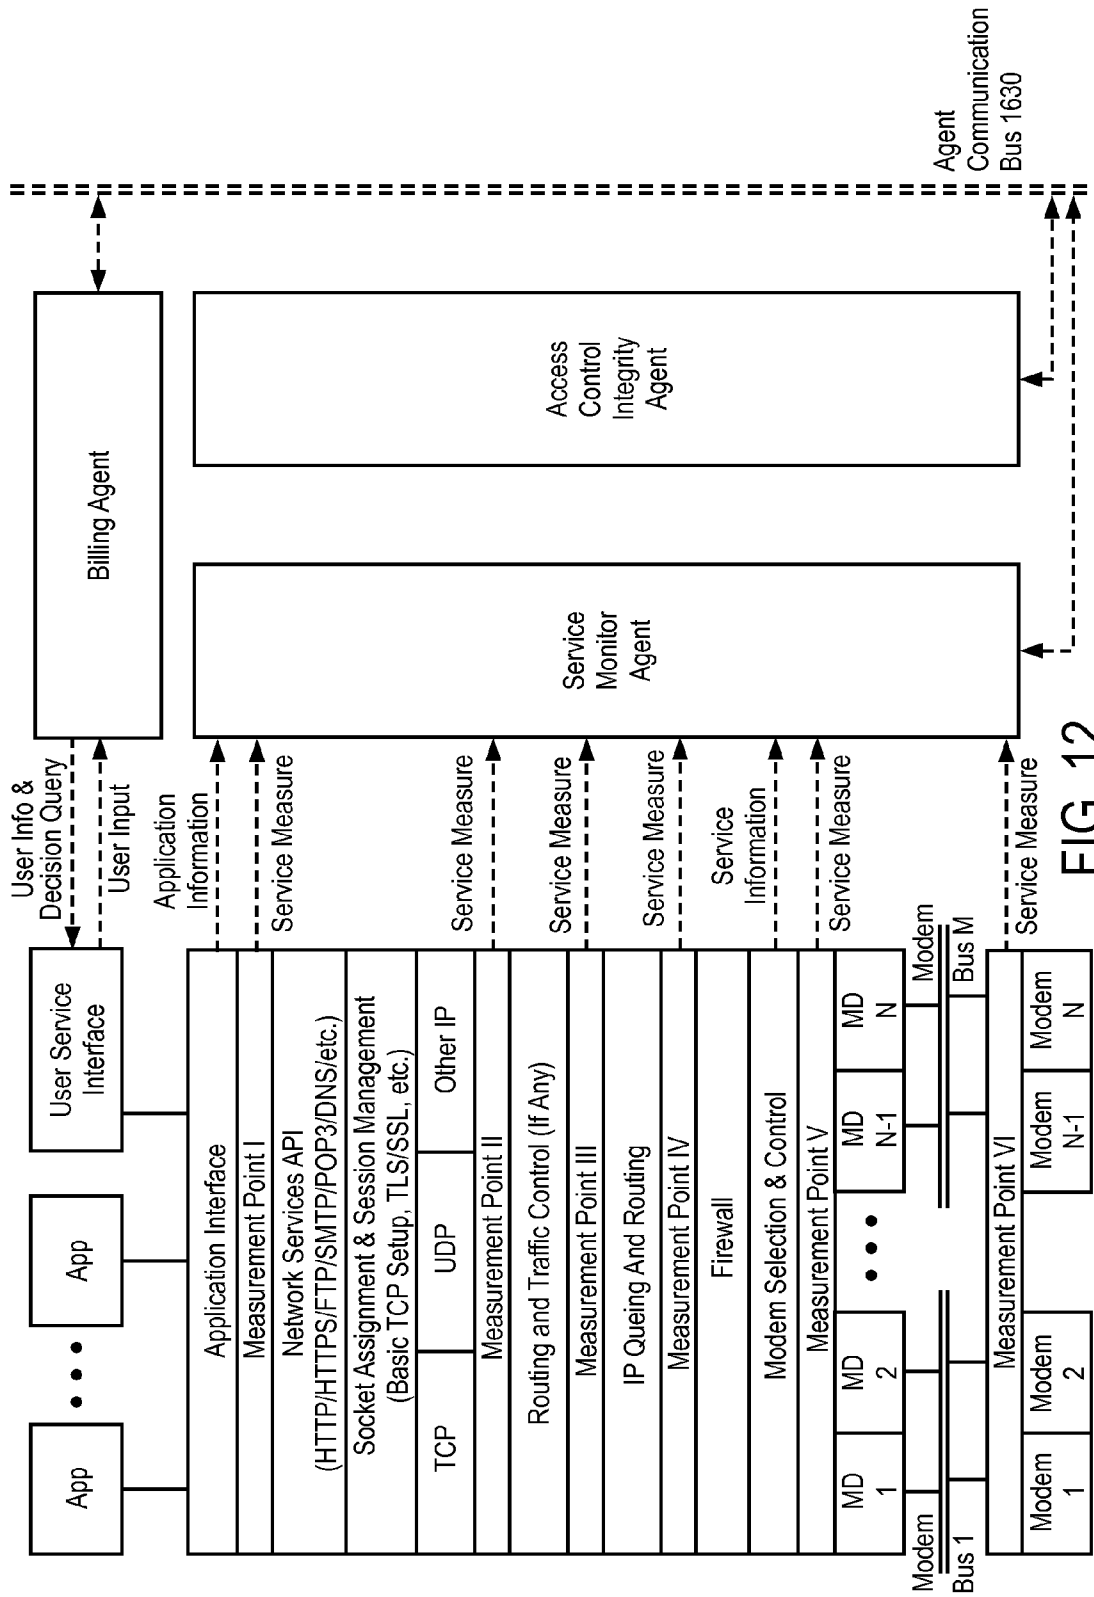 App
App
User Service
Interface
User Info &
Decision Query
User Input
Billing Agent
Application Interface
Application
Information
Measurement Point I
Service Measure
Network Services API
(HTTP/HTTPS/FTP/SMTP/POP3/DNS/etc.)
Socket Assignment & Session Management
(Basic TCP Setup, TLS/SSL, etc.)
TCP
UDP
Other IP
Measurement Point II
Service Measure
Routing and Traffic Control (If Any)
Measurement Point III
Service Measure
IP Queing And Routing
Measurement Point IV
Service Measure
Firewall
Modem Selection & Control
Service
Information
Measurement Point V
Service Measure
MD
1
MD
2
MD
N-1
MD
N
Modem
Bus 1
Modem
Bus M
Measurement Point VI
Service Measure
Modem
1
Modem
2
Modem
N-1
Modem
N
Service
Monitor
Agent
Access
Control
Integrity
Agent
Agent
Communication
Bus 1630
FIG 12